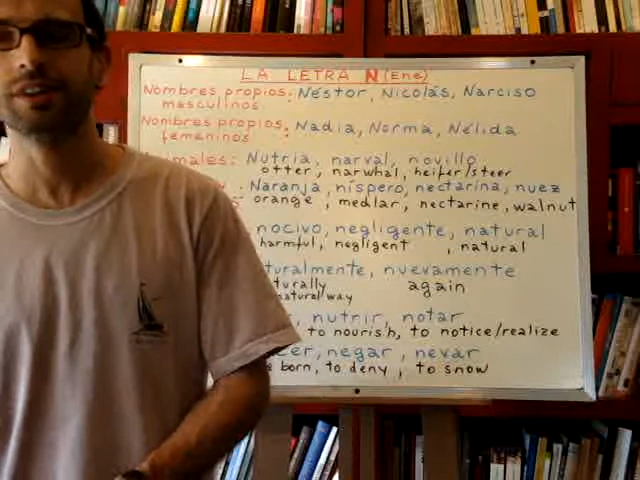 LA LETRA N (Ene)
Nombres propios: Néstor, Nicolás, Narciso
masculinos
Nombres propios: Nadia, Norma, Nélida
femeninos
imales: Nutria, narval, novillo
otter, narwhal, heifer/steer
Naranja, níspero, nectarina, nuez
orange, medlar, nectarine, walnut
nocivo, negligente, natural
harmful, negligent, natural
turalmente, nuevamente
turally again
natural way
, nutrir, notar
to nourish, to notice/realize
cer, negar, nevar
born, to deny, to snow